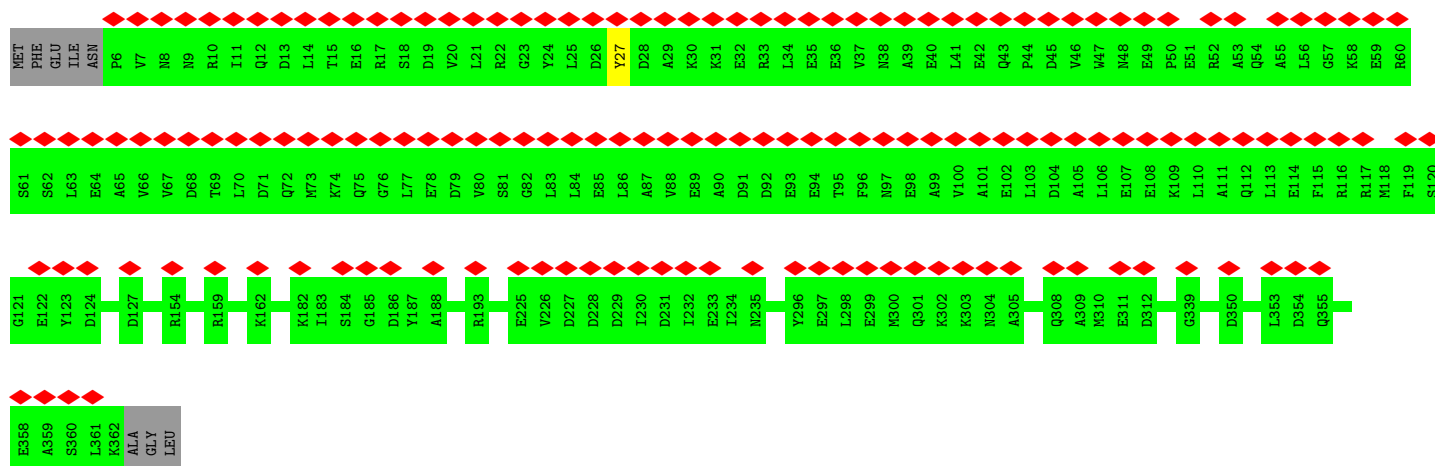 MET PHE GLU ILE ASN P6 V7 N8 N9 R10 I11 Q12 D13 L14 T15 E16 R17 S18 D19 V20 L21 R22 G23 Y24 L25 D26 Y27 D28 A29 K30 K31 E32 R33 L34 E35 E36 V37 N38 A39 E40 L41 E42 Q43 P44 D45 V46 W47 N48 E49 P50 E51 R52 A53 Q54 A55 L56 G57 K58 E59 R60
S61 S62 L63 E64 A65 V66 V67 D68 T69 L70 D71 Q72 M73 K74 Q75 G76 L77 E78 D79 V80 S81 G82 L83 L84 E85 L86 A87 V88 E89 A90 D91 D92 E93 E94 T95 F96 N97 E98 A99 V100 A101 E102 L103 D104 A105 L106 E107 E108 K109 L110 A111 Q112 L113 E114 F115 R116 R117 M118 F119 S120
G121 E122 Y123 D124 D127 R154 R159 K162 K182 I183 S184 G185 D186 Y187 A188 R193 E225 V226 D227 D228 D229 I230 D231 I232 E233 I234 N235 Y296 E297 L298 E299 M300 Q301 K302 K303 N304 A305 Q308 A309 M310 E311 D312 G339 D350 L353 D354 Q355
E358 A359 S360 L361 K362 ALA GLY LEU